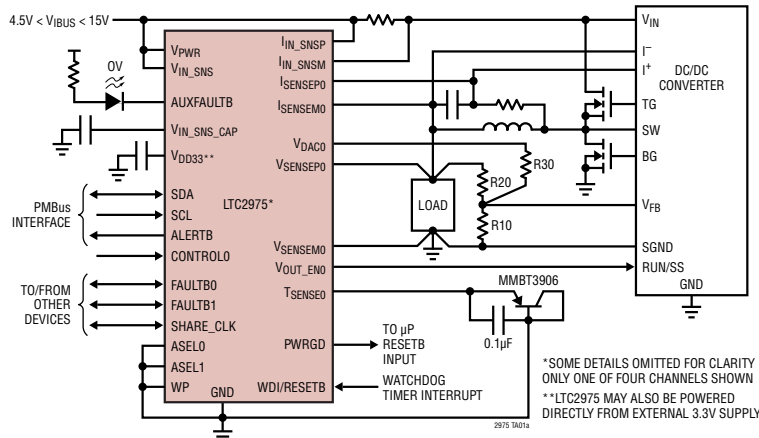 4.5V < VIBUS < 15V
VPWR
VIN_SNS
0V
AUXFAULTB
VIN_SNS_CAP
VDD33**
PMBus
INTERFACE
SDA
SCL
ALERTB
CONTROL0
TO/FROM
OTHER
DEVICES
FAULTB0
FAULTB1
SHARE_CLK
ASEL0
ASEL1
WP
GND
LTC2975*
IIN_SNSP
IIN_SNSM
ISENSEP0
ISENSEM0
VDAC0
VSENSEP0
VSENSEM0
VOUT_EN0
TSENSE0
PWRGD
WDI/RESETB
R30
R20
LOAD
R10
MMBT3906
0.1µF
TO µP
RESETB
INPUT
WATCHDOG
TIMER INTERRUPT
VIN
I–
I+
DC/DC
CONVERTER
TG
SW
BG
VFB
SGND
RUN/SS
GND
*SOME DETAILS OMITTED FOR CLARITY
ONLY ONE OF FOUR CHANNELS SHOWN
**LTC2975 MAY ALSO BE POWERED
DIRECTLY FROM EXTERNAL 3.3V SUPPLY
2975 TA01a